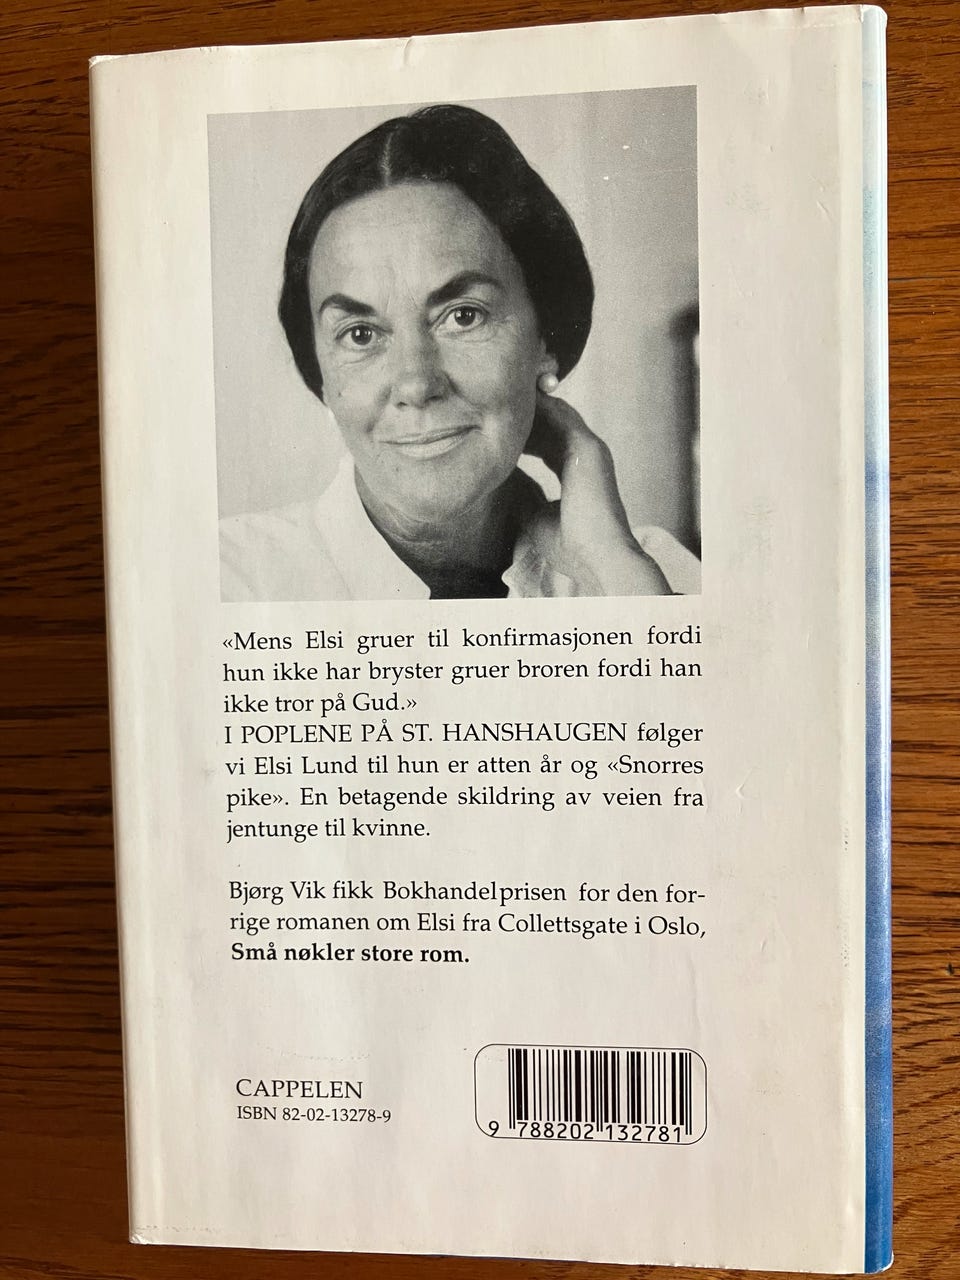 «Mens Elsi gruer til konfirmasjonen fordi
hun ikke har bryster gruer broren fordi han
ikke tror på Gud.»
I POPLENE PÅ ST. HANSHAUGEN følger
vi Elsi Lund til hun er atten år og «Snorres
pike». En betagende skildring av veien fra
jentunge til kvinne.
Bjørg Vik fikk Bokhandelprisen for den for-
rige romanen om Elsi fra Collettsgate i Oslo,
Små nøkler store rom.
CAPPELEN
ISBN 82-02-13278-9
9 788202 132781